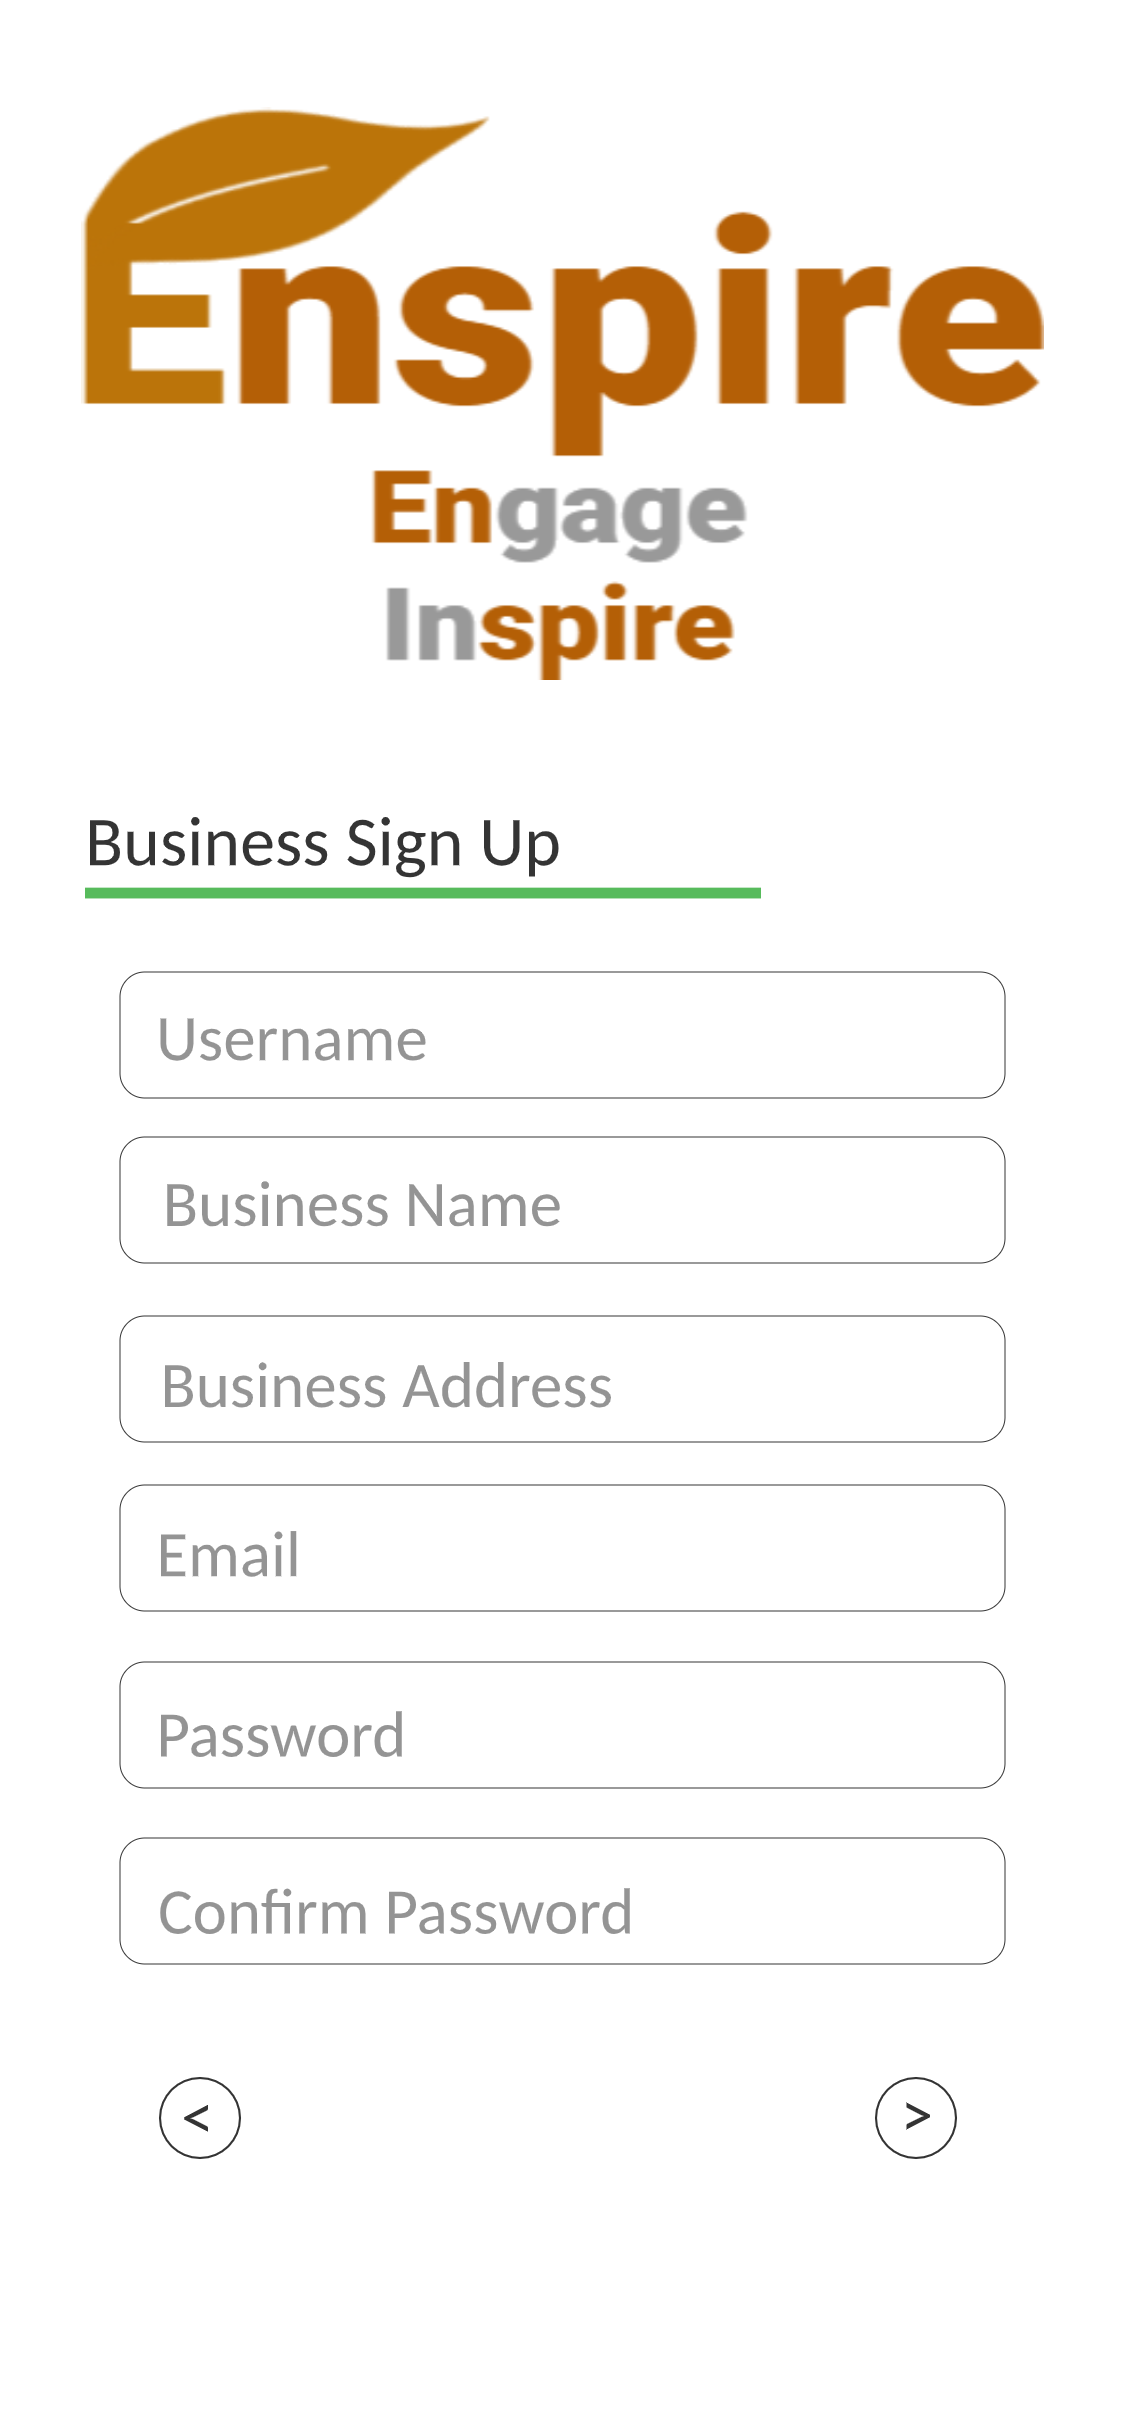 Enspire
Engage
Inspire
Business Sign Up
Username
Business Name
Business Address
Email
Password
Confirm Password
< >